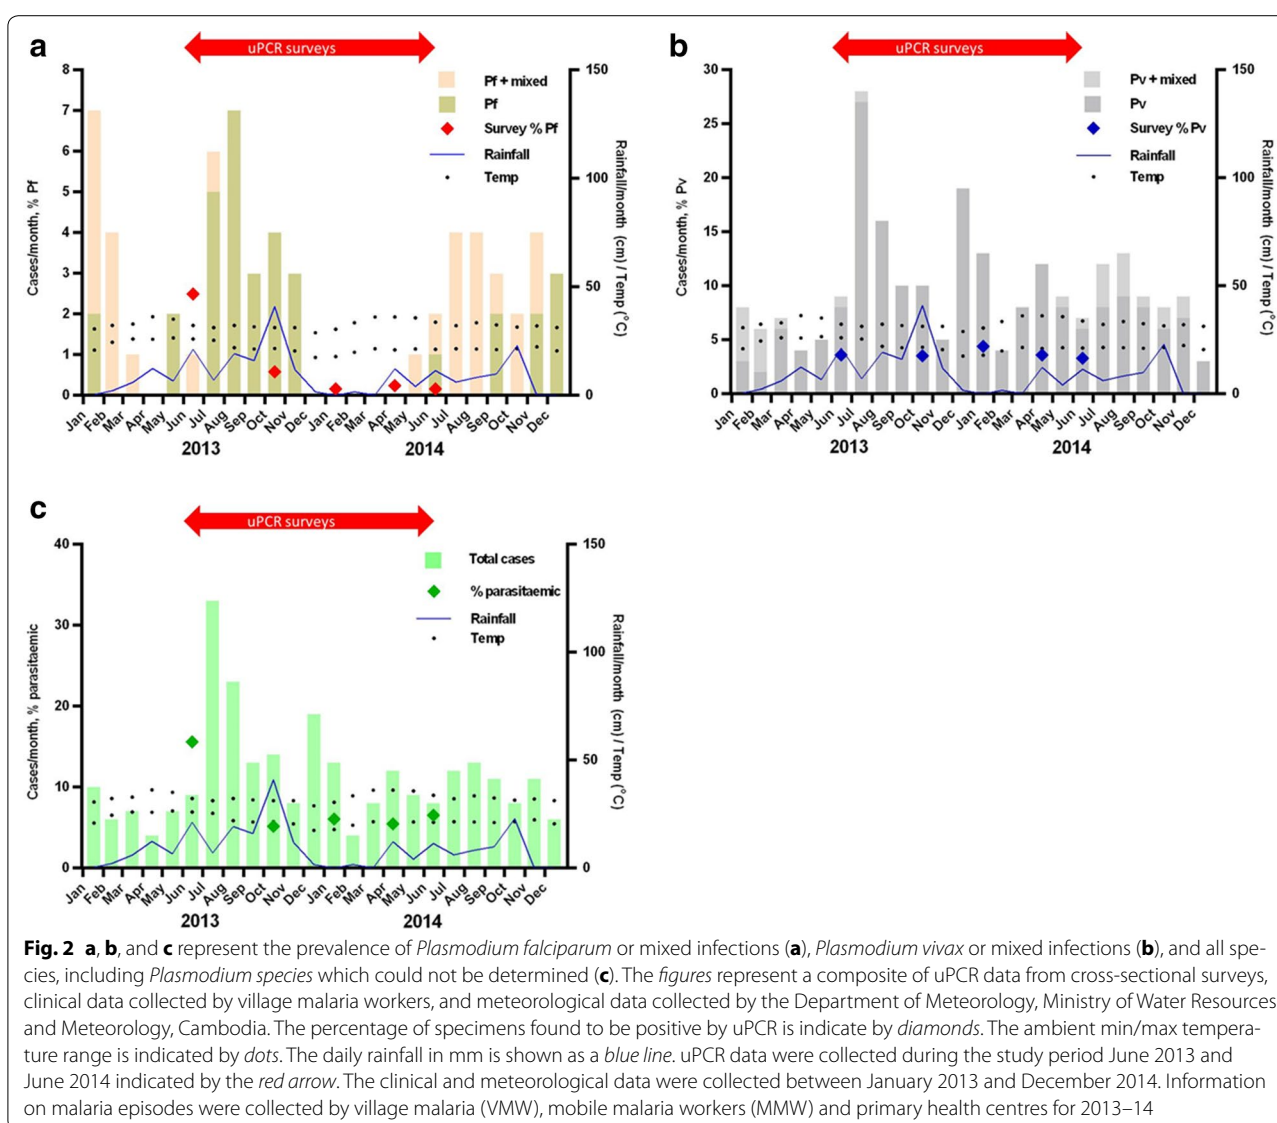 a
uPCR surveys
8
7
6
5
4
3
2
1
0
Cases/month, % Pf
150
100
50
0
Rainfall/month (cm) / Temp (°C)
Pf + mixed
Pf
Survey % Pf
Rainfall
Temp
Jan
Feb
Mar
Apr
May
Jun
Jul
Aug
Sep
Oct
Nov
Dec
Jan
Feb
Mar
Apr
May
Jun
Jul
Aug
Sep
Oct
Nov
Dec
2013
2014
b
uPCR surveys
30
25
20
15
10
5
0
Cases/month, % Pv
150
100
50
0
Rainfall/month (cm) / Temp (°C)
Pv + mixed
Pv
Survey % Pv
Rainfall
Temp
Jan
Feb
Mar
Apr
May
Jun
Jul
Aug
Sep
Oct
Nov
Dec
Jan
Feb
Mar
Apr
May
Jun
Jul
Aug
Sep
Oct
Nov
Dec
2013
2014
c
uPCR surveys
40
30
20
10
0
Cases/month, % parasitaemic
150
100
50
0
Rainfall/month (cm) / Temp (°C)
Total cases
% parasitaemic
Rainfall
Temp
Jan
Feb
Mar
Apr
May
Jun
Jul
Aug
Sep
Oct
Nov
Dec
Jan
Feb
Mar
Apr
May
Jun
Jul
Aug
Sep
Oct
Nov
Dec
2013
2014
Fig. 2 a, b, and c represent the prevalence of Plasmodium falciparum or mixed infections (a), Plasmodium vivax or mixed infections (b), and all spe-
cies, including Plasmodium species which could not be determined (c). The figures represent a composite of uPCR data from cross-sectional surveys,
clinical data collected by village malaria workers, and meteorological data collected by the Department of Meteorology, Ministry of Water Resources
and Meteorology, Cambodia. The percentage of specimens found to be positive by uPCR is indicate by diamonds. The ambient min/max tempera-
ture range is indicated by dots. The daily rainfall in mm is shown as a blue line. uPCR data were collected during the study period June 2013 and
June 2014 indicated by the red arrow. The clinical and meteorological data were collected between January 2013 and December 2014. Information
on malaria episodes were collected by village malaria (VMW), mobile malaria workers (MMW) and primary health centres for 2013–14